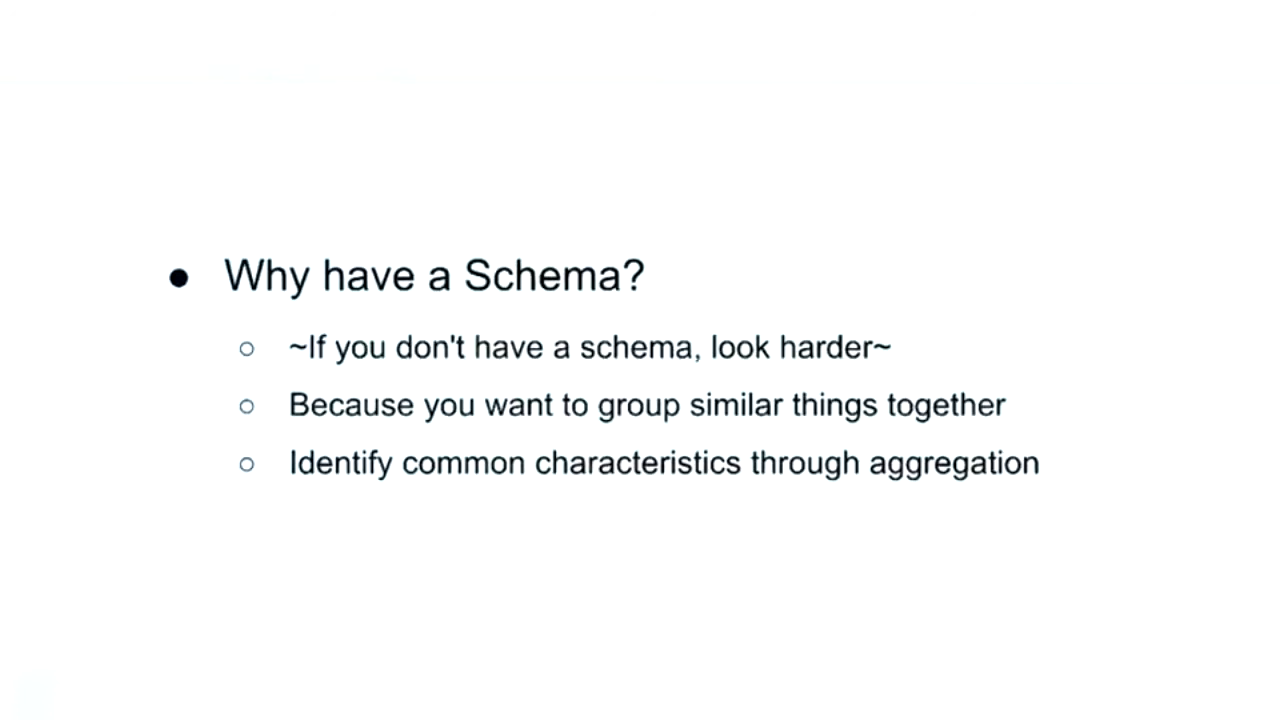 ● Why have a Schema?
○ ~If you don't have a schema, look harder~
○ Because you want to group similar things together
○ Identify common characteristics through aggregation